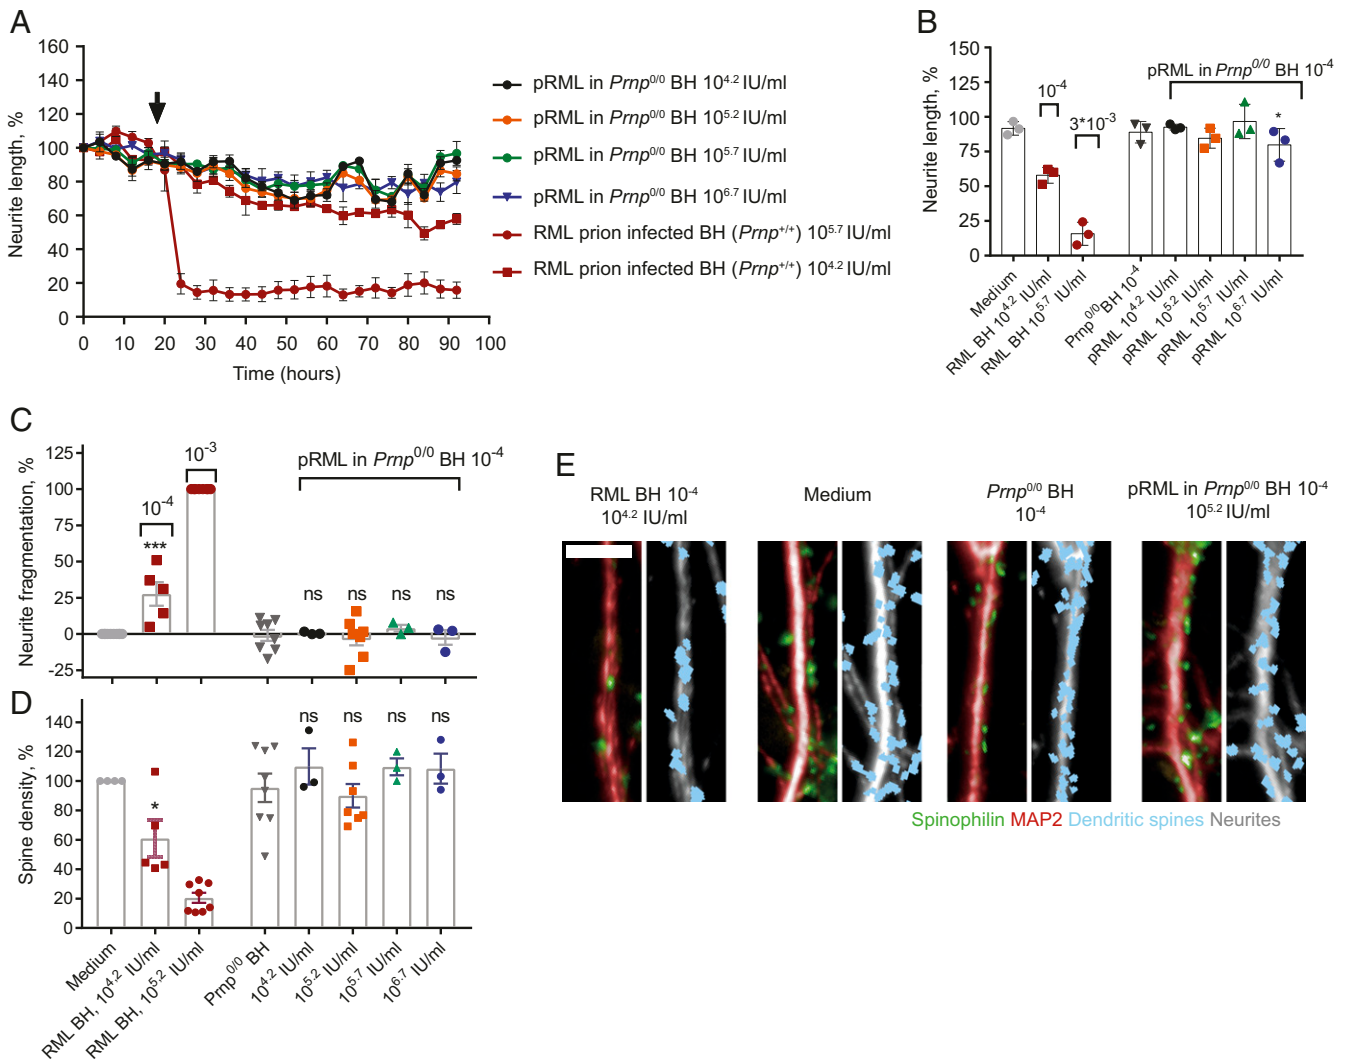 A
160
140
120
100
80
60
40
20
0
Neurite length, %
0 10 20 30 40 50 60 70 80 90 100
Time (hours)
pRML in Prnp0/0 BH 104.2 IU/ml
pRML in Prnp0/0 BH 105.2 IU/ml
pRML in Prnp0/0 BH 105.7 IU/ml
pRML in Prnp0/0 BH 106.7 IU/ml
RML prion infected BH (Prnp+/+) 105.7 IU/ml
RML prion infected BH (Prnp+/+) 104.2 IU/ml
B
150
125
100
75
50
25
0
Neurite length, %
pRML in Prnp0/0 BH 10-4
10-4
3*10-3
*
Medium
RML BH 104.2 IU/ml
RML BH 105.7 IU/ml
Prnp0/0BH 10-4
pRML 104.2 IU/ml
pRML 105.2 IU/ml
pRML 105.7 IU/ml
pRML 106.7 IU/ml
C
125
100
75
50
25
0
-25
Neurite fragmentation, %
10-3
10-4
***
pRML in Prnp0/0 BH 10-4
ns ns ns ns
D
140
120
100
80
60
40
20
0
Spine density, %
*
ns ns ns ns
Medium
RML BH, 104.2 IU/ml
RML BH, 105.2 IU/ml
Prnp0/0 BH
104.2 IU/ml
105.2 IU/ml
105.7 IU/ml
106.7 IU/ml
E
RML BH 10-4
104.2 IU/ml
Medium
Prnp0/0 BH
10-4
pRML in Prnp0/0 BH 10-4
105.2 IU/ml
Spinophilin MAP2 Dendritic spines Neurites